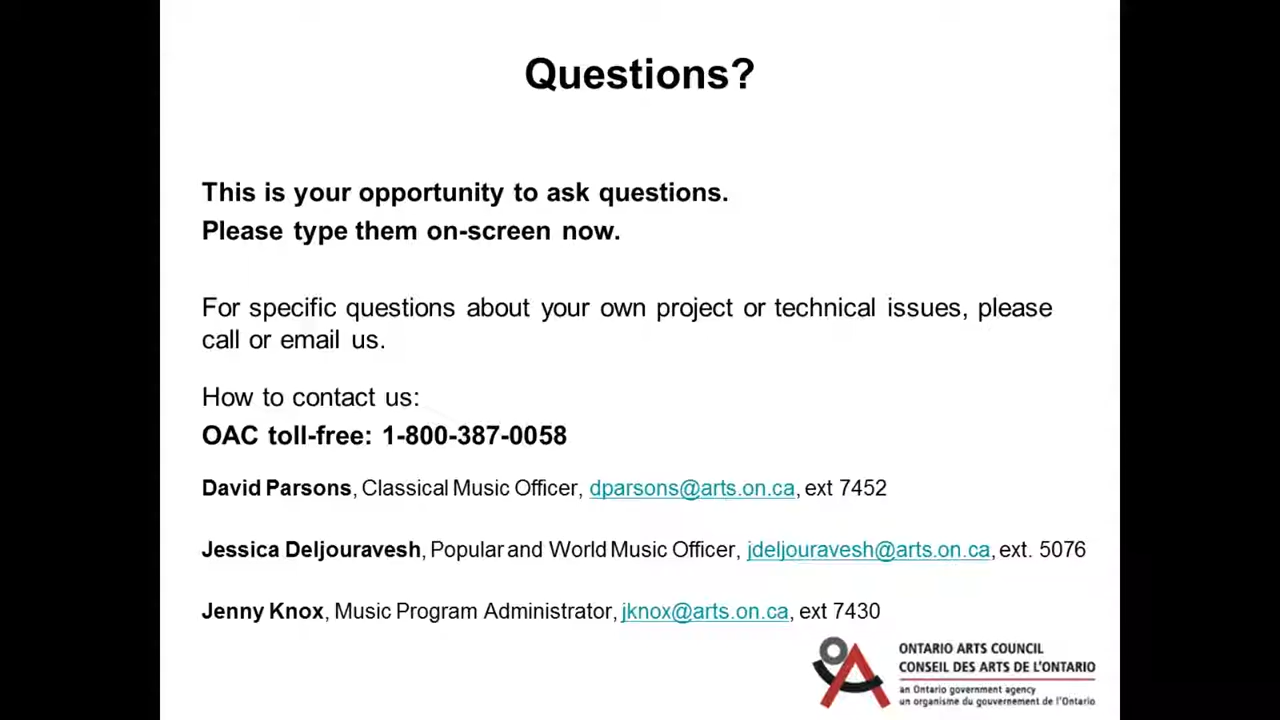 Questions?
This is your opportunity to ask questions.
Please type them on-screen now.
For specific questions about your own project or technical issues, please
call or email us.
How to contact us:
OAC toll-free: 1-800-387-0058
David Parsons, Classical Music Officer, dparsons@arts.on.ca, ext 7452
Jessica Deljouravesh, Popular and World Music Officer, jdeljouravesh@arts.on.ca, ext. 5076
Jenny Knox, Music Program Administrator, jknox@arts.on.ca, ext 7430
ONTARIO ARTS COUNCIL
CONSEIL DES ARTS DE L'ONTARIO
an Ontario government agency
un organisme du gouvernement de l'Ontario